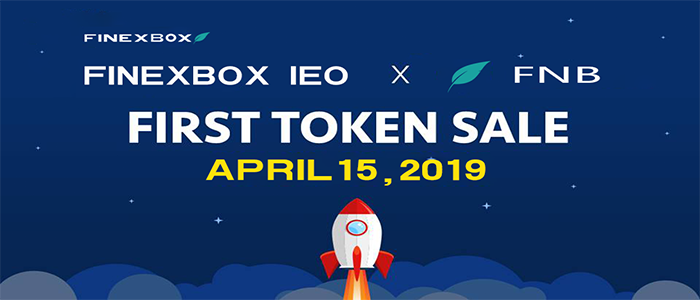 FINEXBOX
FINEXBOX IEO X FNB
FIRST TOKEN SALE
APRIL 15, 2019